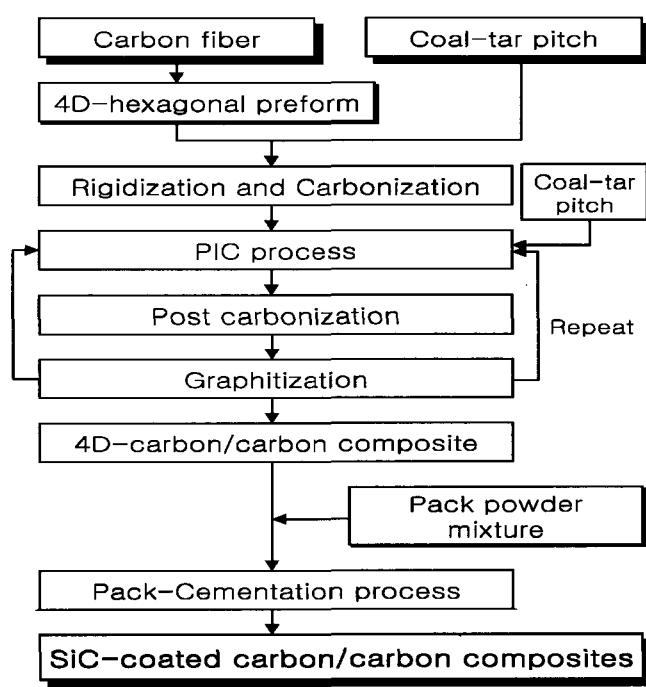 Carbon fiber
Coal-tar pitch
4D-hexagonal preform
Rigidization and Carbonization
Coal-tar
pitch
PIC process
Post carbonization
Repeat
Graphitization
4D-carbon/carbon composite
Pack powder
mixture
Pack-Cementation process
SiC-coated carbon/carbon composites